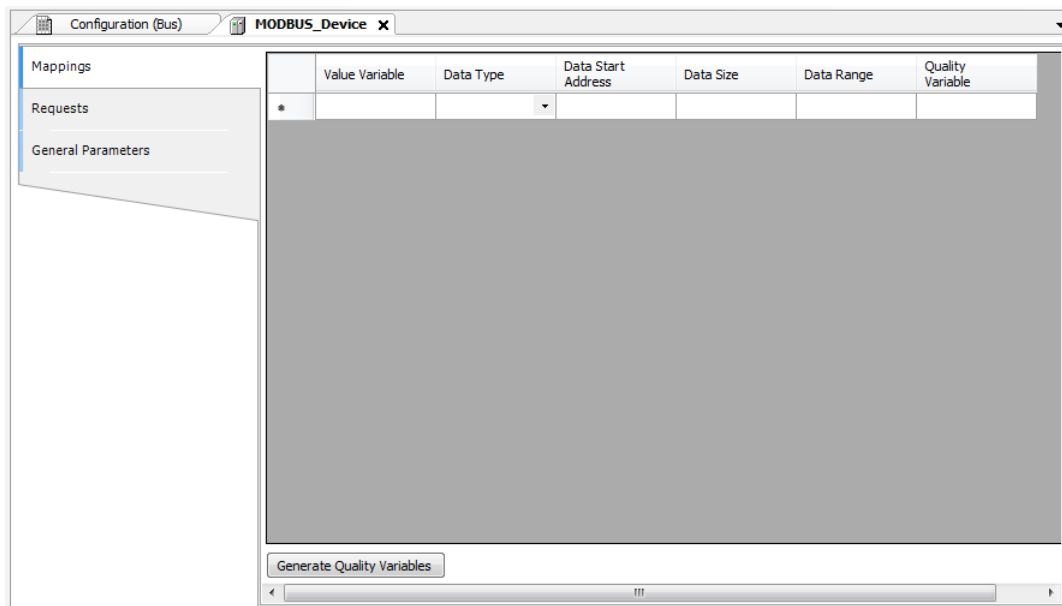 Configuration (Bus) MODBUS_Device X
Mappings
Requests
General Parameters
Value Variable Data Type Data Start Address Data Size Data Range Quality Variable
*
Generate Quality Variables